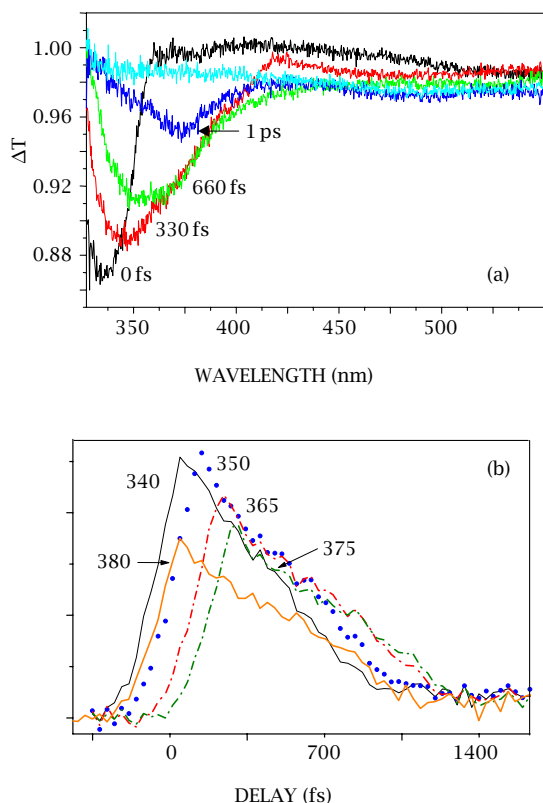 1.00
0.96
0.92
0.88
ΔT
1 ps
660 fs
330 fs
0 fs
(a)
350 400 450 500
WAVELENGTH (nm)
(b)
340
350
365
380
375
0 700 1400
DELAY (fs)